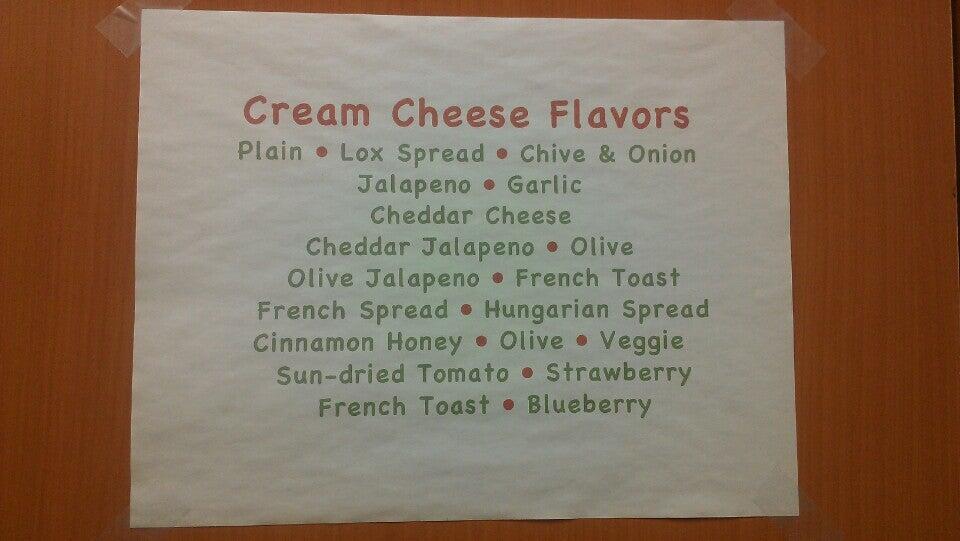 Cream Cheese Flavors
Plain • Lox Spread • Chive & Onion
Jalapeno • Garlic
Cheddar Cheese
Cheddar Jalapeno • Olive
Olive Jalapeno • French Toast
French Spread • Hungarian Spread
Cinnamon Honey • Olive • Veggie
Sun-dried Tomato • Strawberry
French Toast • Blueberry